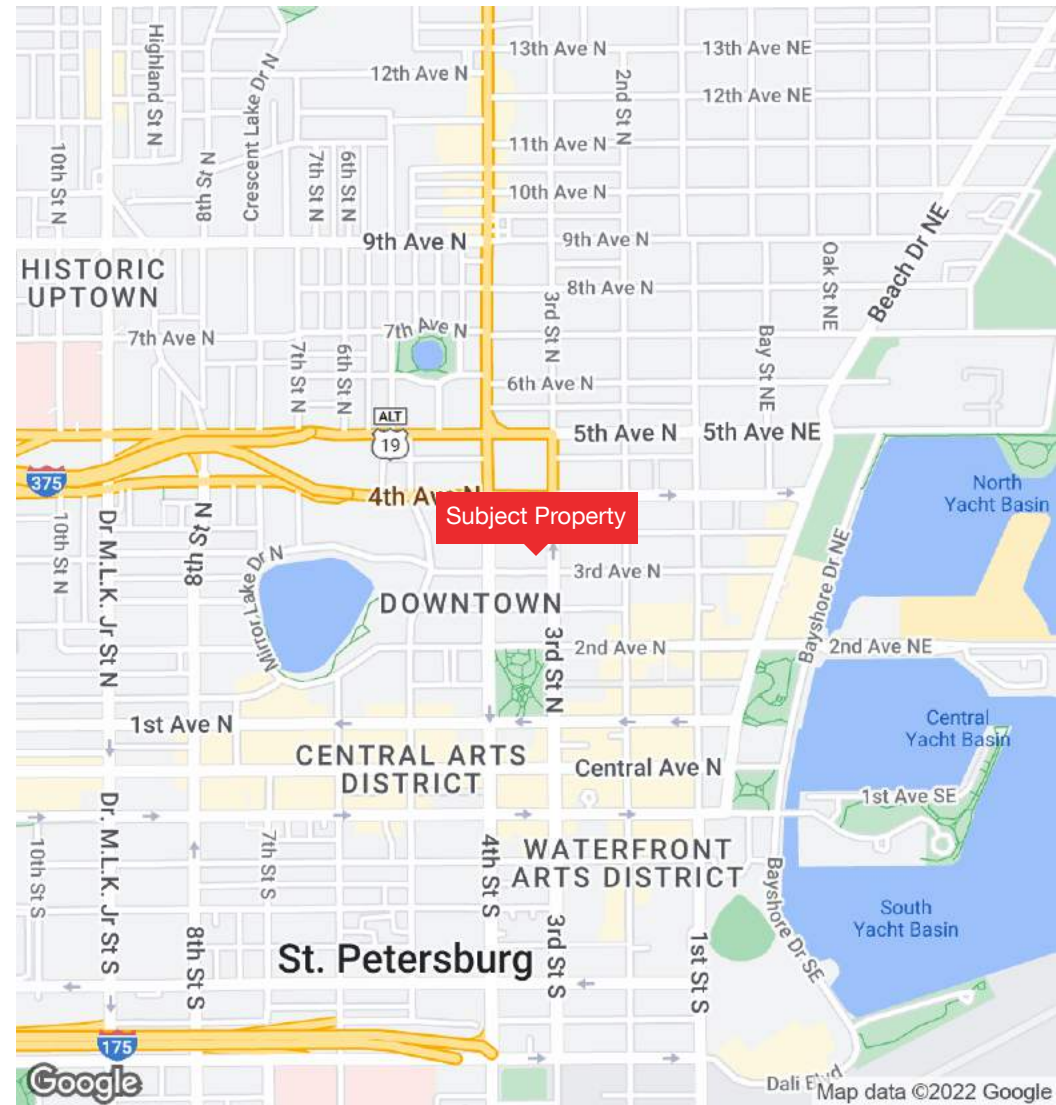 Highland St N
Crescent Lake Dr N
12th Ave N
13th Ave N
13th Ave NE
2nd St N
12th Ave NE
10th St N
8th St N
7th St N
6th St N
11th Ave N
10th Ave N
9th Ave N
9th Ave N
HISTORIC
UPTOWN
8th Ave N
3rd St N
Oak St NE
Beach Dr NE
7th Ave N
7th Ave N
7th St N
6th St N
6th Ave N
Bay St NE
ALT
19
5th Ave N
5th Ave NE
375
4th Ave N
Subject Property
North
Yacht Basin
10th St N
Dr M.L.K. Jr St N
8th St N
Mirror Lake Dr N
3rd Ave N
DOWNTOWN
3rd St N
2nd Ave N
Bayshore Dr NE
2nd Ave NE
1st Ave N
Central
Yacht Basin
CENTRAL ARTS
DISTRICT
Central Ave N
1st Ave SE
10th St S
Dr. M.L.K. Jr St S
7th St S
4th St S
WATERFRONT
ARTS DISTRICT
8th St S
St. Petersburg
3rd St S
1st St S
Bayshore Dr SE
South
Yacht Basin
175
Google
Dali Blvd
Map data ©2022 Google